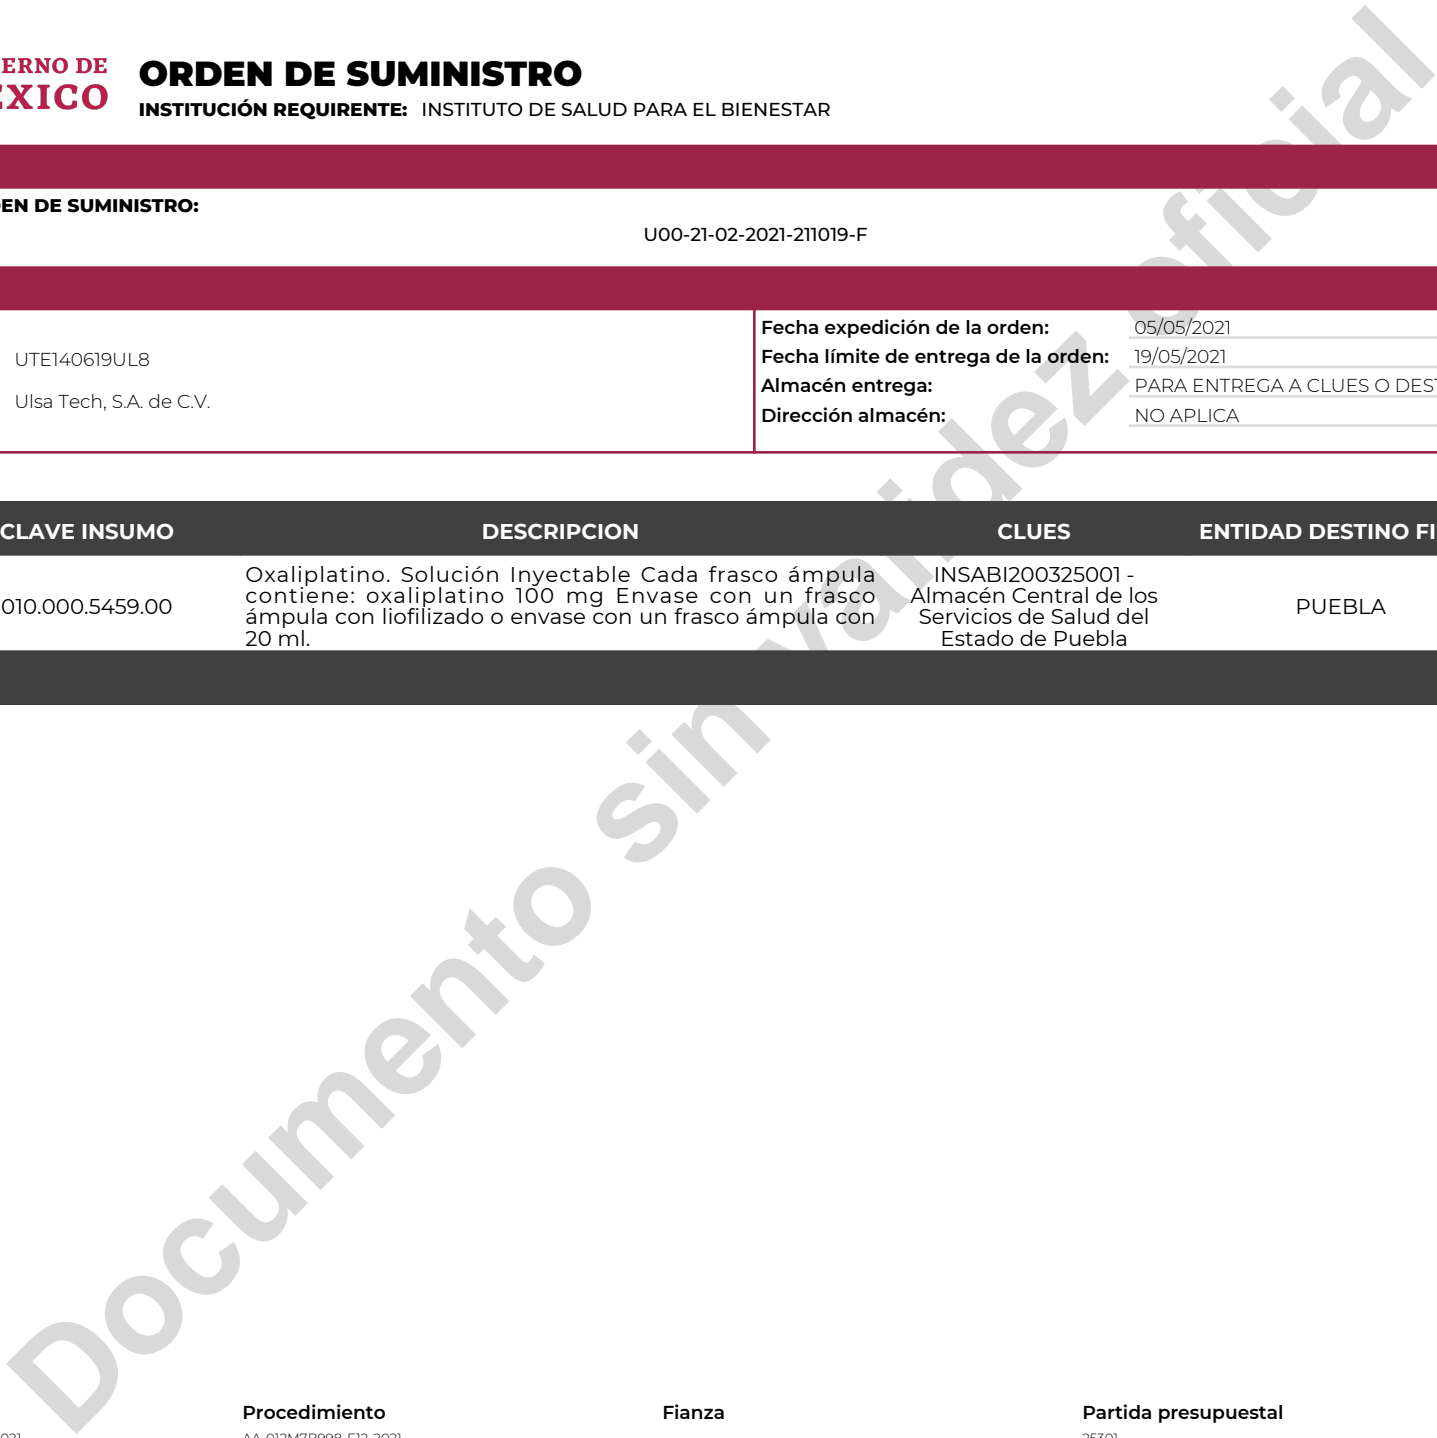 ERNO DE
ÉXICO
ORDEN DE SUMINISTRO
INSTITUCIÓN REQUIRENTE: INSTITUTO DE SALUD PARA EL BIENESTAR
EN DE SUMINISTRO:
U00-21-02-2021-211019-F
UTE140619UL8
Ulsa Tech, S.A. de C.V.
Fecha expedición de la orden: 05/05/2021
Fecha límite de entrega de la orden: 19/05/2021
Almacén entrega: PARA ENTREGA A CLUES O DEST
Dirección almacén: NO APLICA
CLAVE INSUMO DESCRIPCION CLUES ENTIDAD DESTINO FI
010.000.5459.00
Oxaliplatino. Solución Inyectable Cada frasco ámpula
contiene: oxaliplatino 100 mg Envase con un frasco
ámpula con liofilizado o envase con un frasco ámpula con
20 ml.
INSABI200325001 -
Almacén Central de los
Servicios de Salud del
Estado de Puebla
PUEBLA
Documento sin validez oficial
Procedimiento Fianza Partida presupuestal